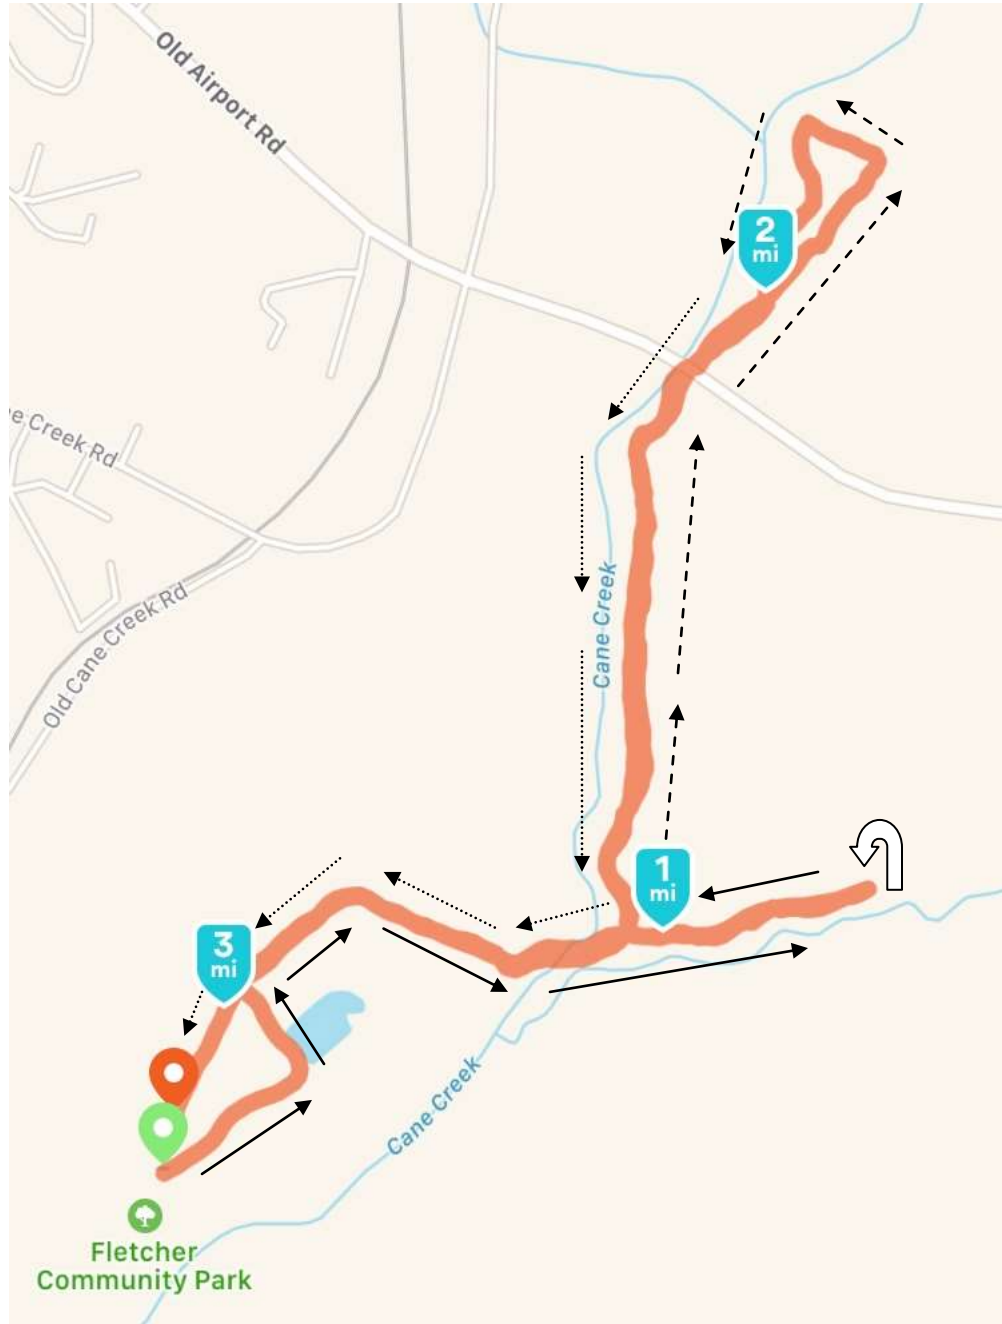 Old Airport Rd
2
mi
e Creek Rd
Cane Creek
Old Cane Creek Rd
1
mi
3
mi
Cane Creek
Fletcher
Community Park